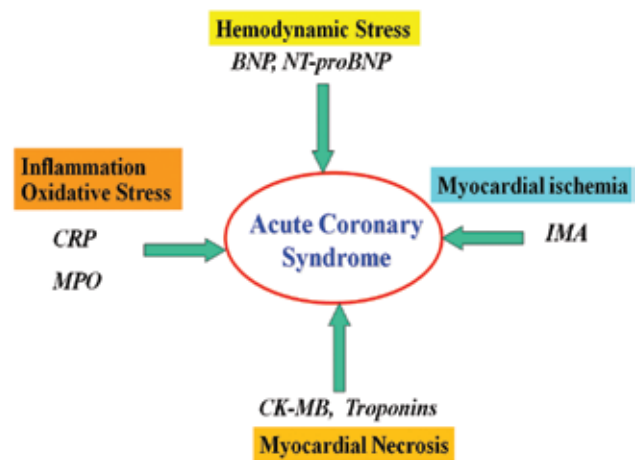 Hemodynamic Stress
BNP, NT-proBNP
Inflammation
Oxidative Stress
CRP
MPO
Acute Coronary
Syndrome
Myocardial ischemia
IMA
CK-MB, Troponins
Myocardial Necrosis